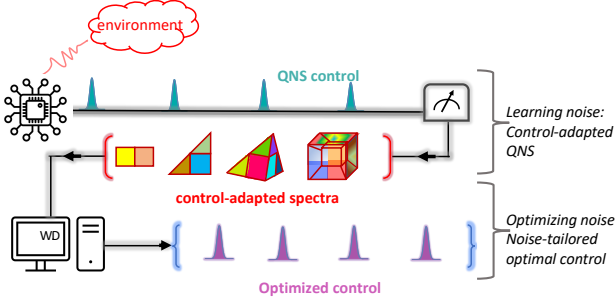 environment
QNS control
Learning noise:
Control-adapted
QNS
control-adapted spectra
WD
Optimizing noise
Noise-tailored
optimal control
Optimized control